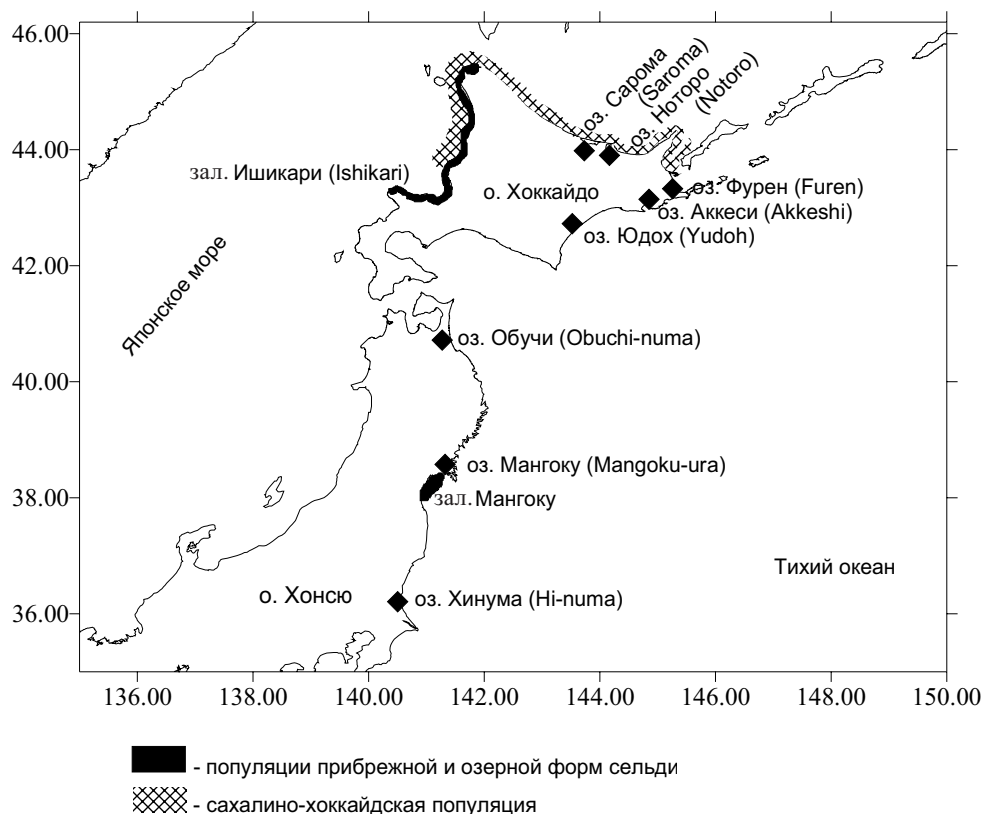 46.00
44.00
42.00
40.00
38.00
36.00
оз. Сарома
(Saroma)
оз.Ноторо
(Notoro)
зал. Ишикари (Ishikari)
о. Хоккайдо
оз. Фурен (Furen)
оз. Аккеси (Akkeshi)
оз. Юдох (Yudoh)
Японское море
оз. Обучи (Obuchi-numa)
оз. Мангоку (Mangoku-ura)
зал. Мангоку
Тихий океан
о. Хонсю
оз. Хинума (Hi-numa)
136.00 138.00 140.00 142.00 144.00 146.00 148.00 150.00
- популяции прибрежной и озерной форм сельди
- сахалино-хоккайдская популяция